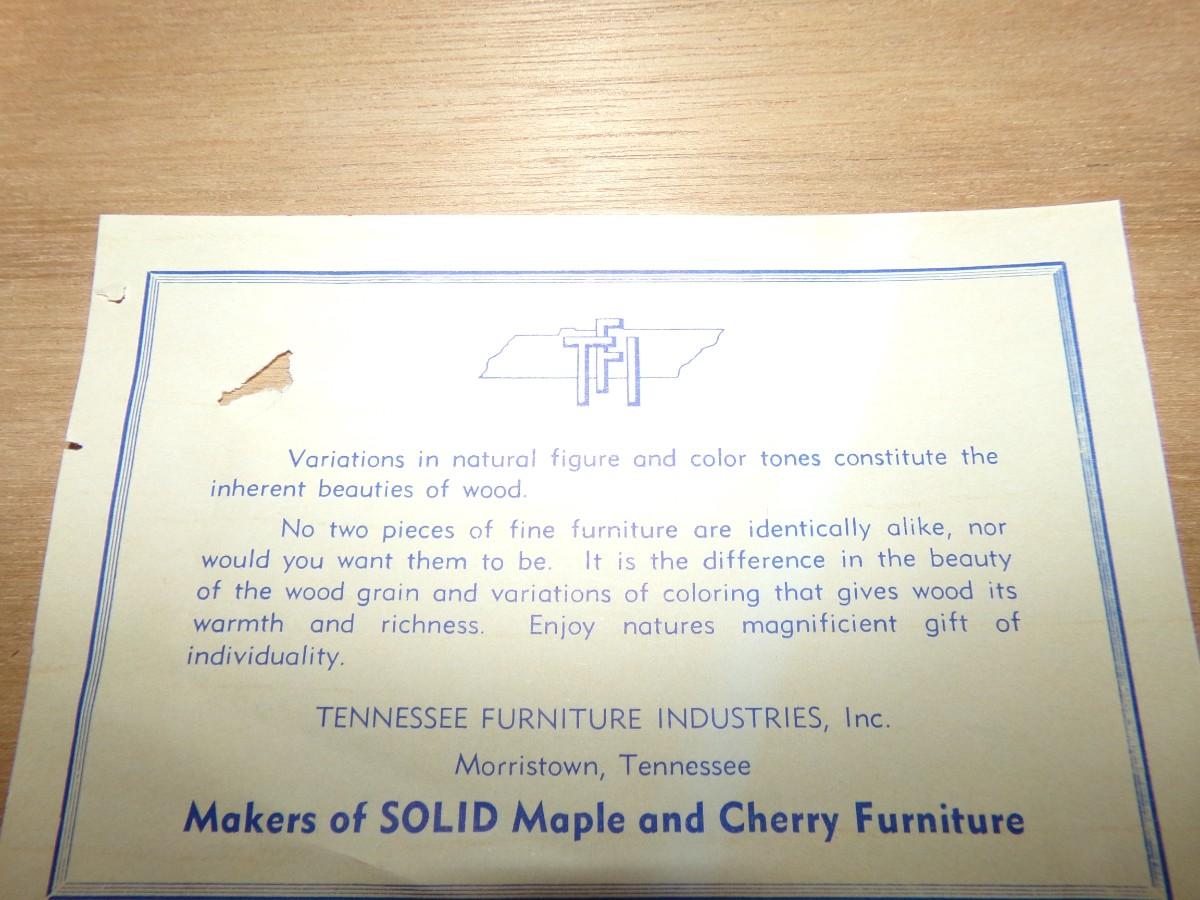 TFI
Variations in natural figure and color tones constitute the
inherent beauties of wood.
No two pieces of fine furniture are identically alike, nor
would you want them to be. It is the difference in the beauty
of the wood grain and variations of coloring that gives wood its
warmth and richness. Enjoy natures magnificient gift of
individuality.
TENNESSEE FURNITURE INDUSTRIES, Inc.
Morristown, Tennessee
Makers of SOLID Maple and Cherry Furniture